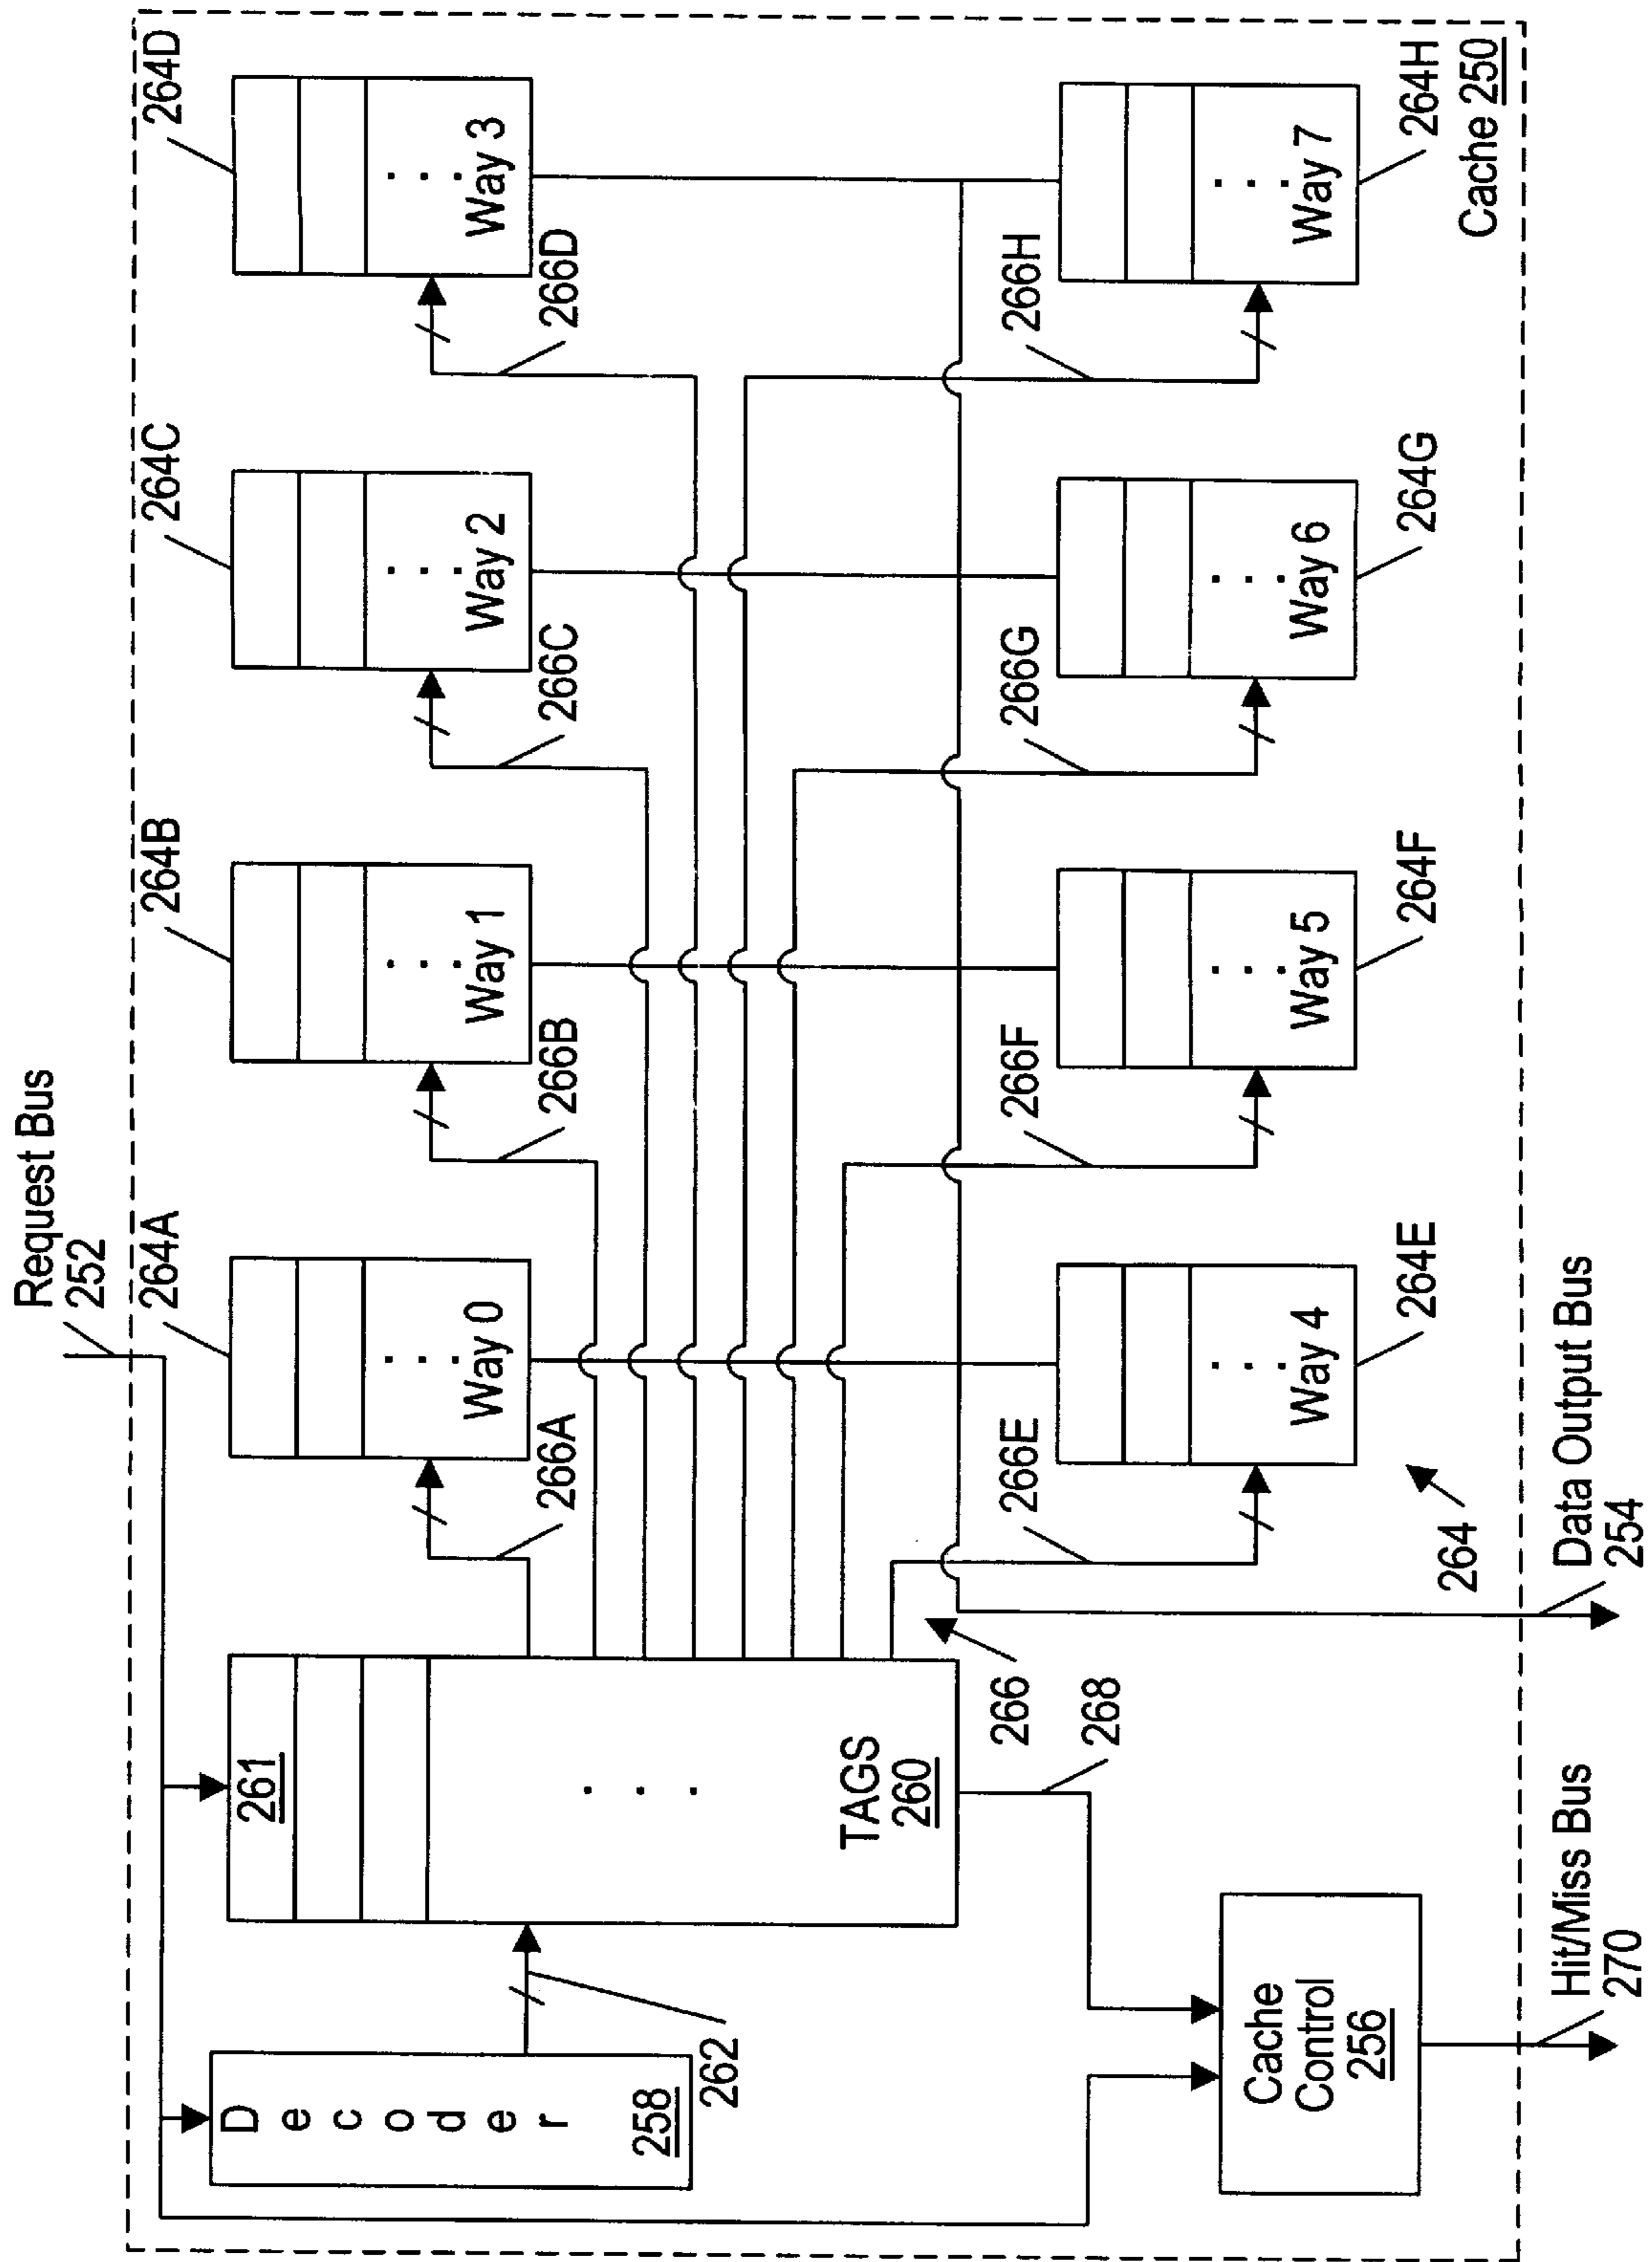 Request Bus
252
264A
264B
264C
264D
261
. . .
TAGS
260
Decoder
258
262
. . .
Way 0
. . .
Way 1
. . .
Way 2
. . .
Way 3
266A
266B
266C
266D
266
268
266E
266F
266G
266H
. . .
Way 4
. . .
Way 5
. . .
Way 6
. . .
Way 7
264
264E
264F
264G
264H
Cache
Control
256
Cache 250
Hit/Miss Bus
270
Data Output Bus
254